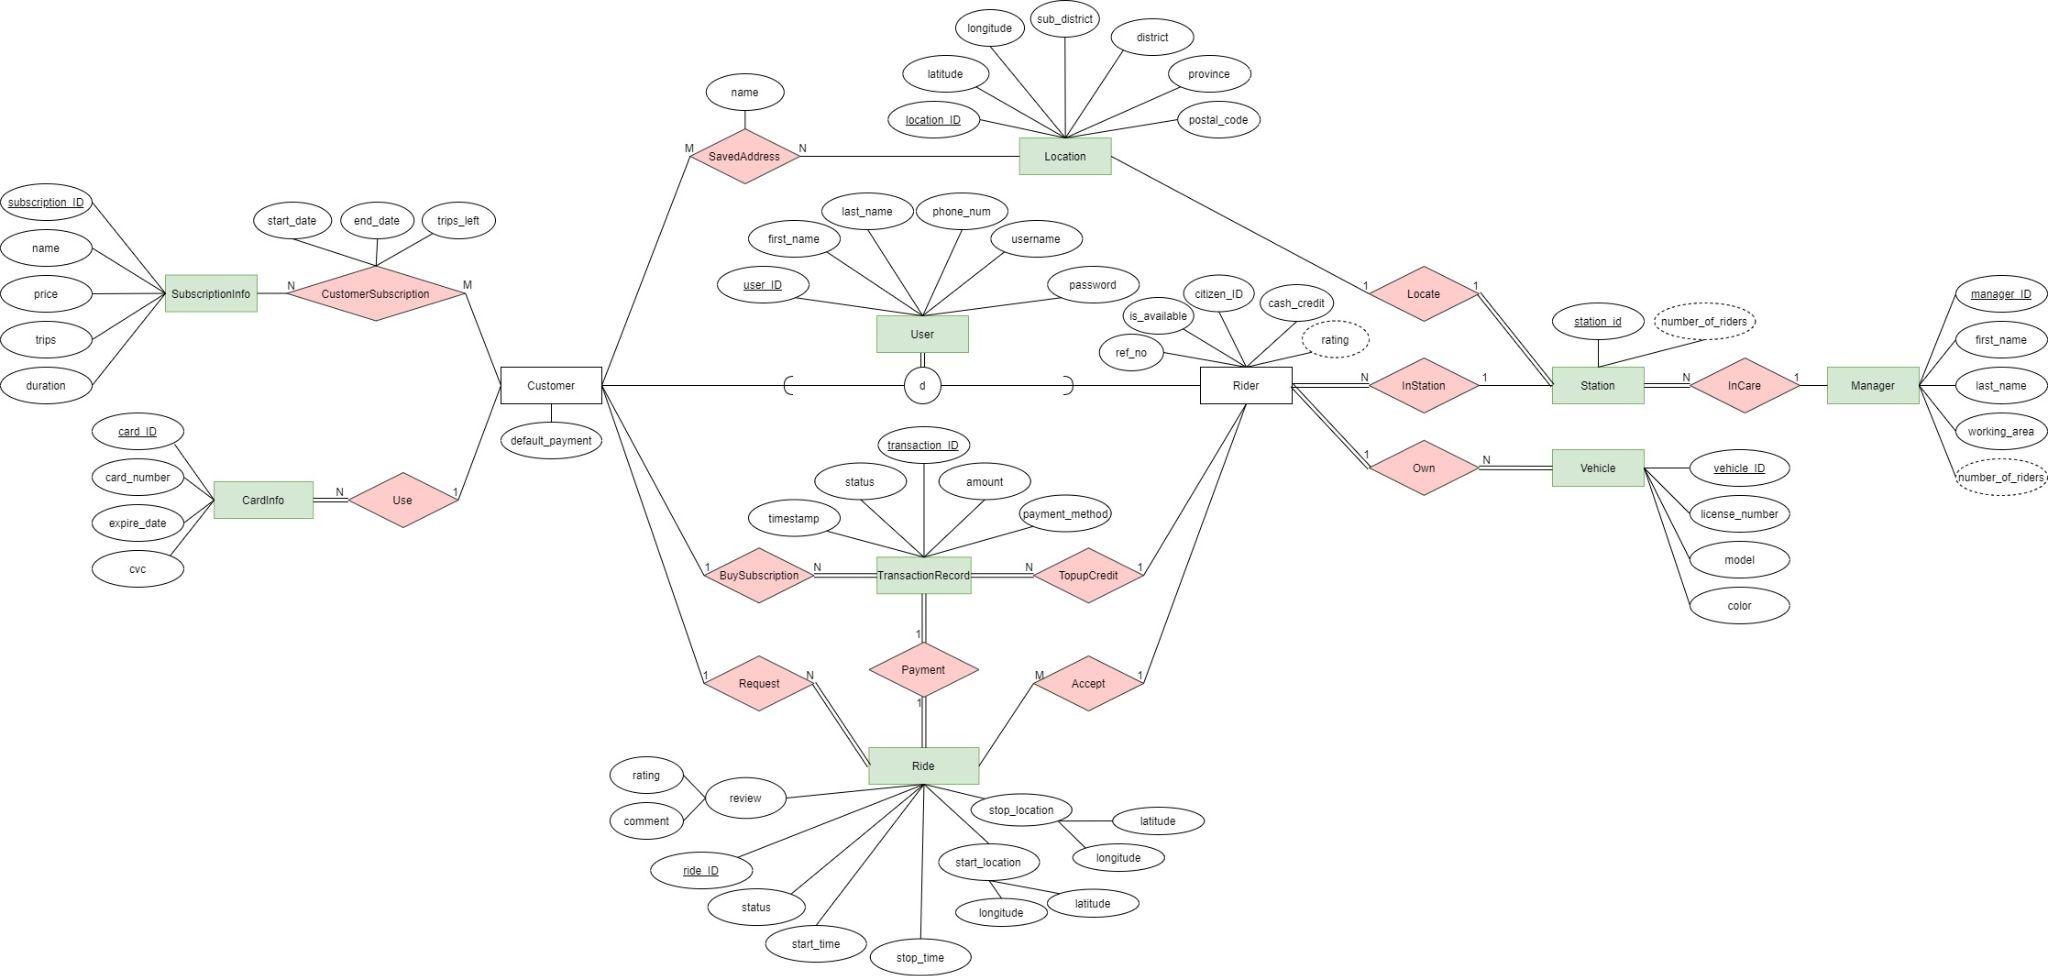 sub_district
longitude
district
latitude
province
location_ID
postal_code
name
M
SavedAddress
N
Location
subscription_ID
start_date
end_date
trips_left
last_name
phone_num
first_name
username
name
user_ID
password
citizen_ID
cash_credit
is_available
rating
ref_no
price
SubscriptionInfo
N
CustomerSubscription
M
User
1
Locate
1
station_id
number_of_riders
manager_ID
first_name
trips
duration
Customer
d
Rider
N
InStation
1
Station
N
InCare
1
Manager
last_name
default_payment
working_area
number_of_riders
card_ID
card_number
expire_date
cvc
CardInfo
N
Use
1
transaction_ID
status
amount
timestamp
payment_method
1
Own
N
Vehicle
vehicle_ID
license_number
model
color
1
BuySubscription
N
TransactionRecord
N
TopupCredit
1
1
Payment
1
1
Request
N
M
Accept
1
Ride
rating
review
comment
stop_location
latitude
longitude
ride_ID
start_location
status
longitude
latitude
start_time
stop_time